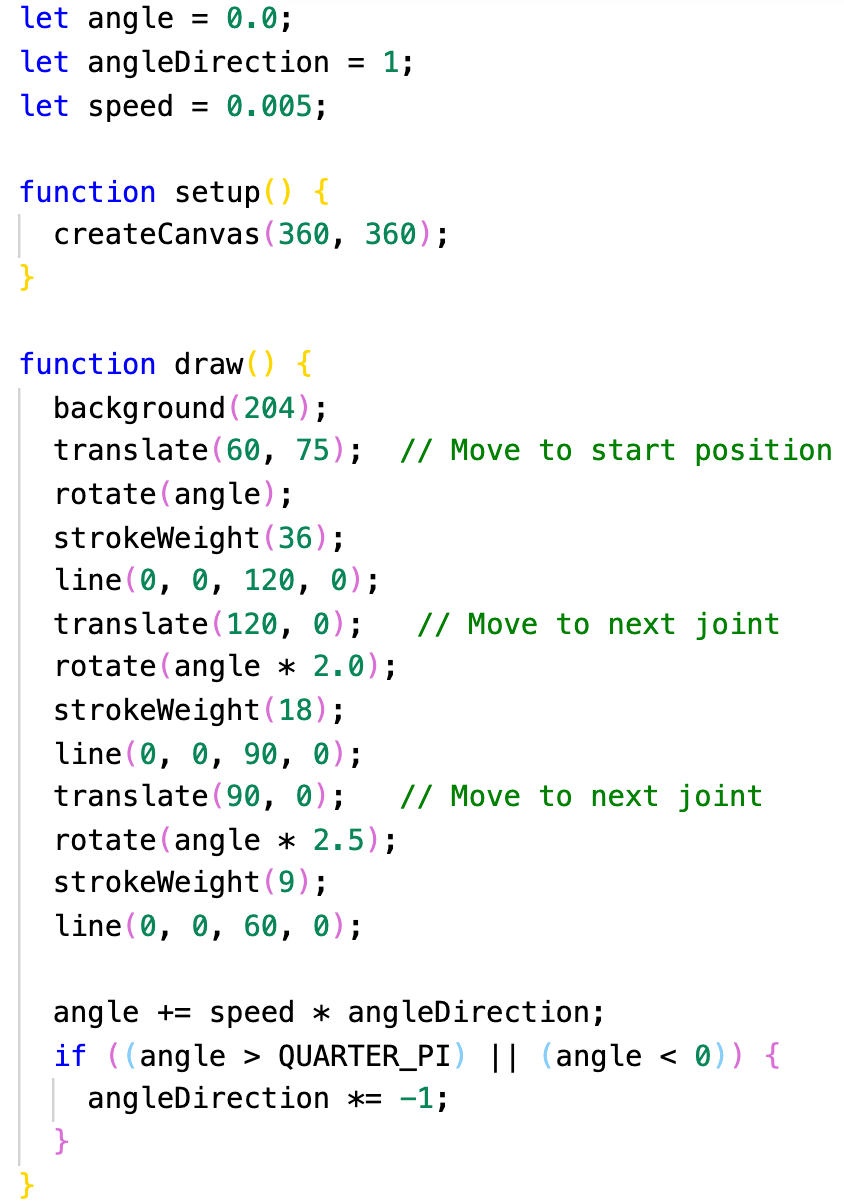 let angle = 0.0;
let angleDirection = 1;
let speed = 0.005;

function setup() {
  createCanvas(360, 360);
}

function draw() {
  background(204);
  translate(60, 75);  // Move to start position
  rotate(angle);
  strokeWeight(36);
  line(0, 0, 120, 0);
  translate(120, 0);   // Move to next joint
  rotate(angle * 2.0);
  strokeWeight(18);
  line(0, 0, 90, 0);
  translate(90, 0);   // Move to next joint
  rotate(angle * 2.5);
  strokeWeight(9);
  line(0, 0, 60, 0);

  angle += speed * angleDirection;
  if ((angle > QUARTER_PI) || (angle < 0)) {
    angleDirection *= -1;
  }
}